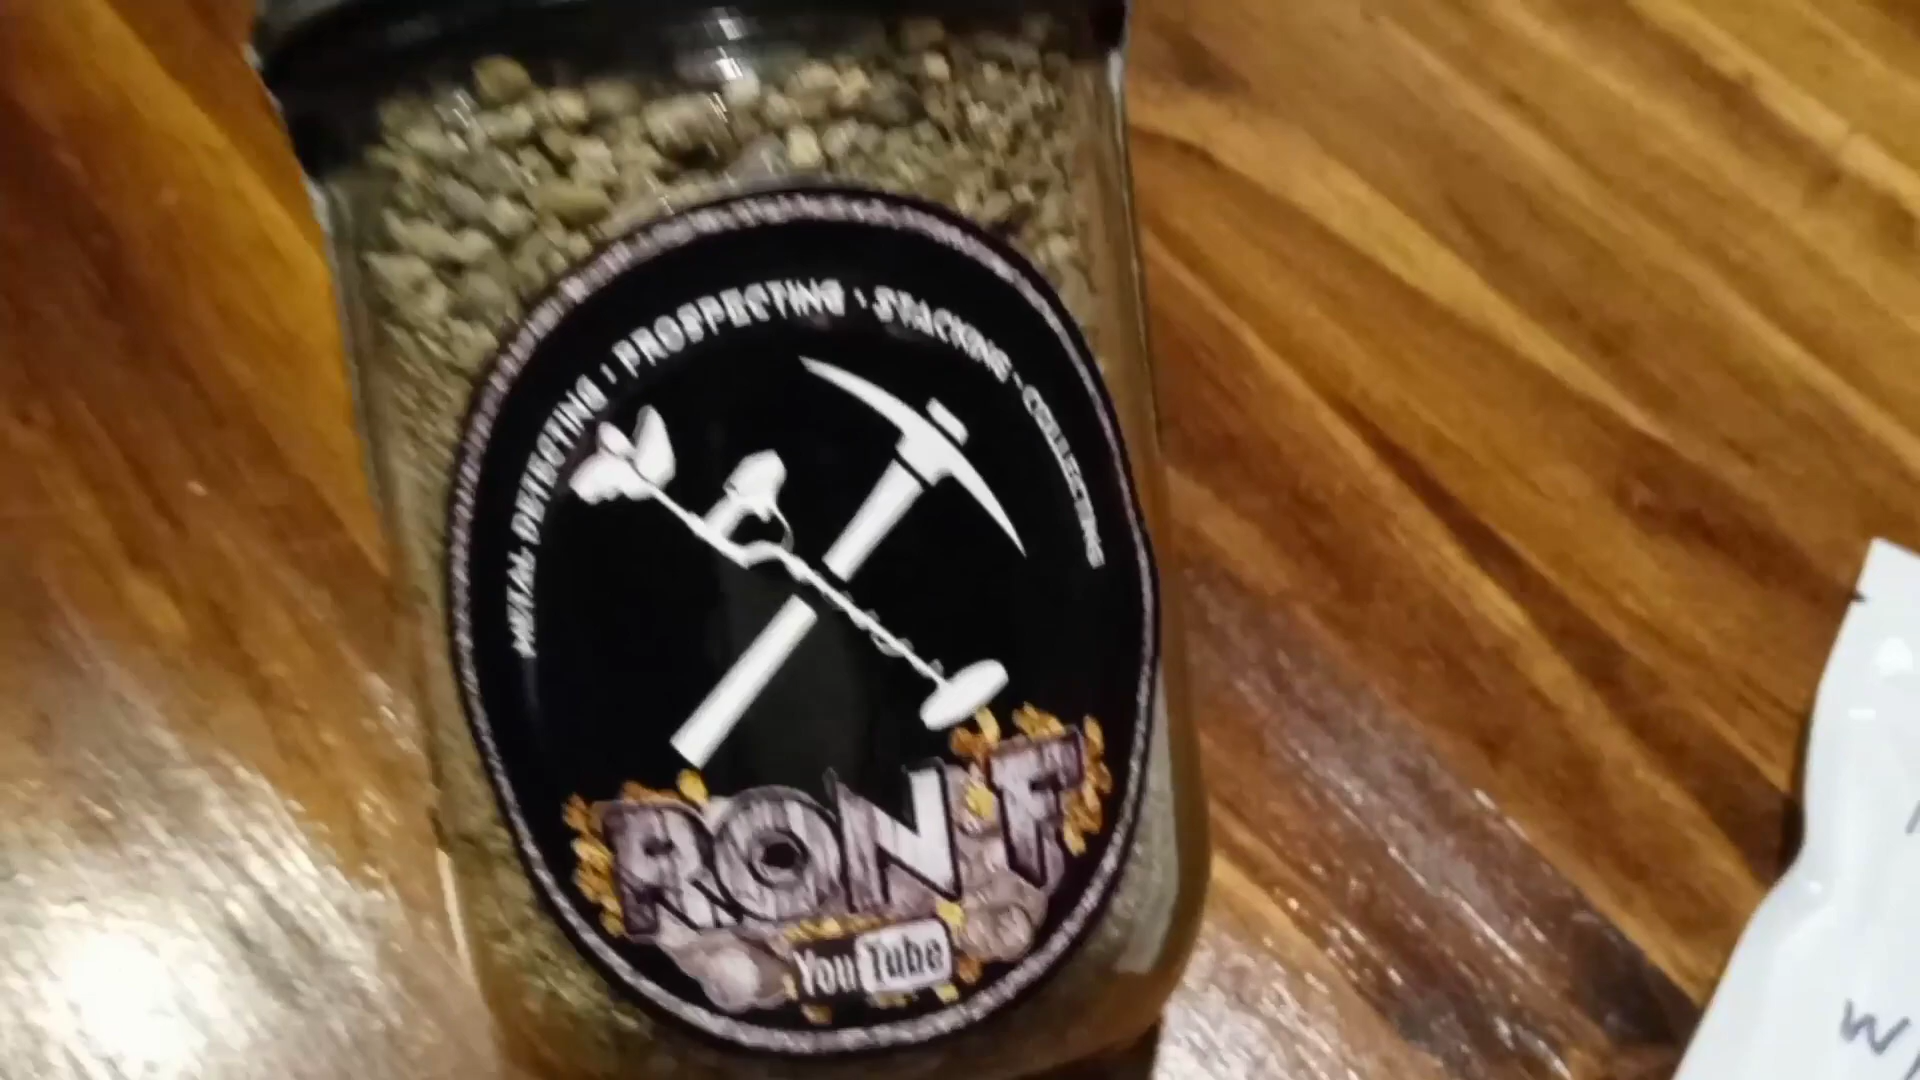 METAL DETECTING · PROSPECTING · STACKING · COLLECTING
RON F
YouTube